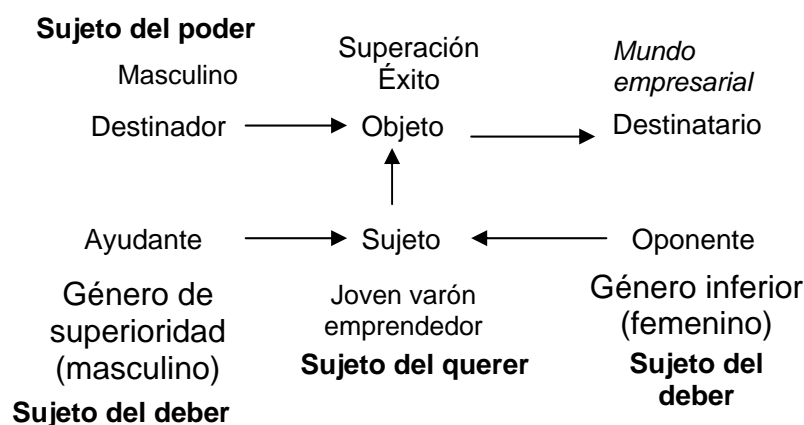 Sujeto del poder
Masculino
Superación
Éxito
Mundo
empresarial
Destinador
Objeto
Destinatario
Ayudante
Sujeto
Oponente
Género de
superioridad
(masculino)
Sujeto del deber
Joven varón
emprendedor
Sujeto del querer
Género inferior
(femenino)
Sujeto del
deber